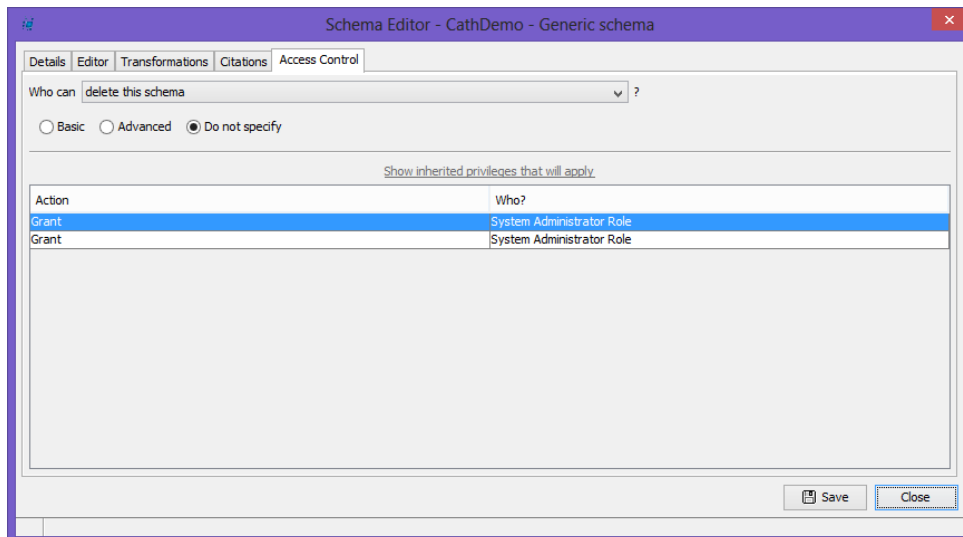 Schema Editor - CathDemo - Generic schema
Details Editor Transformations Citations Access Control
Who can delete this schema ?
Basic Advanced Do not specify
Show inherited privileges that will apply
Action Who?
Grant System Administrator Role
Grant System Administrator Role
Save Close